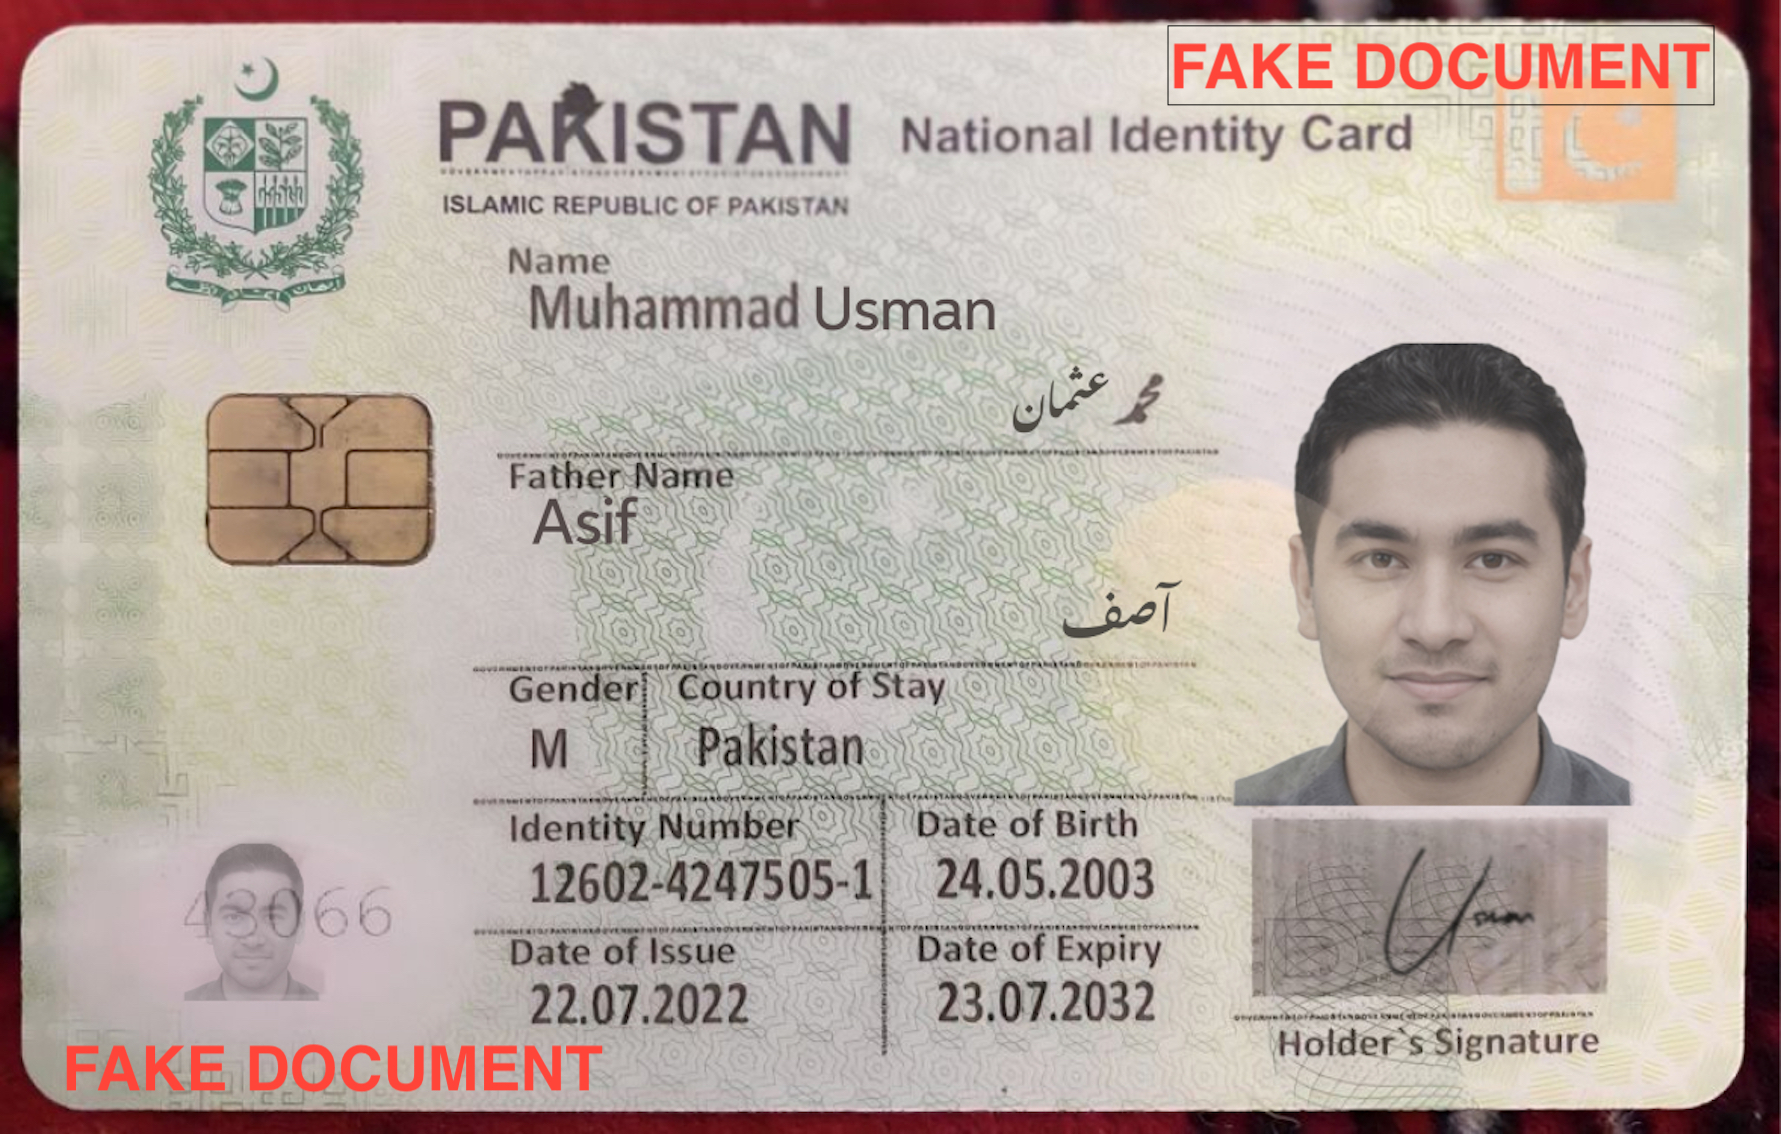 FAKE DOCUMENT
PAKISTAN National Identity Card
ISLAMIC REPUBLIC OF PAKISTAN
Name
Muhammad Usman
محمد عثمان
Father Name
Asif
آصف
Gender Country of Stay
M Pakistan
Identity Number Date of Birth
12602-4247505-1 24.05.2003
43066
Date of Issue Date of Expiry
22.07.2022 23.07.2032
Usman
Holder`s Signature
FAKE DOCUMENT